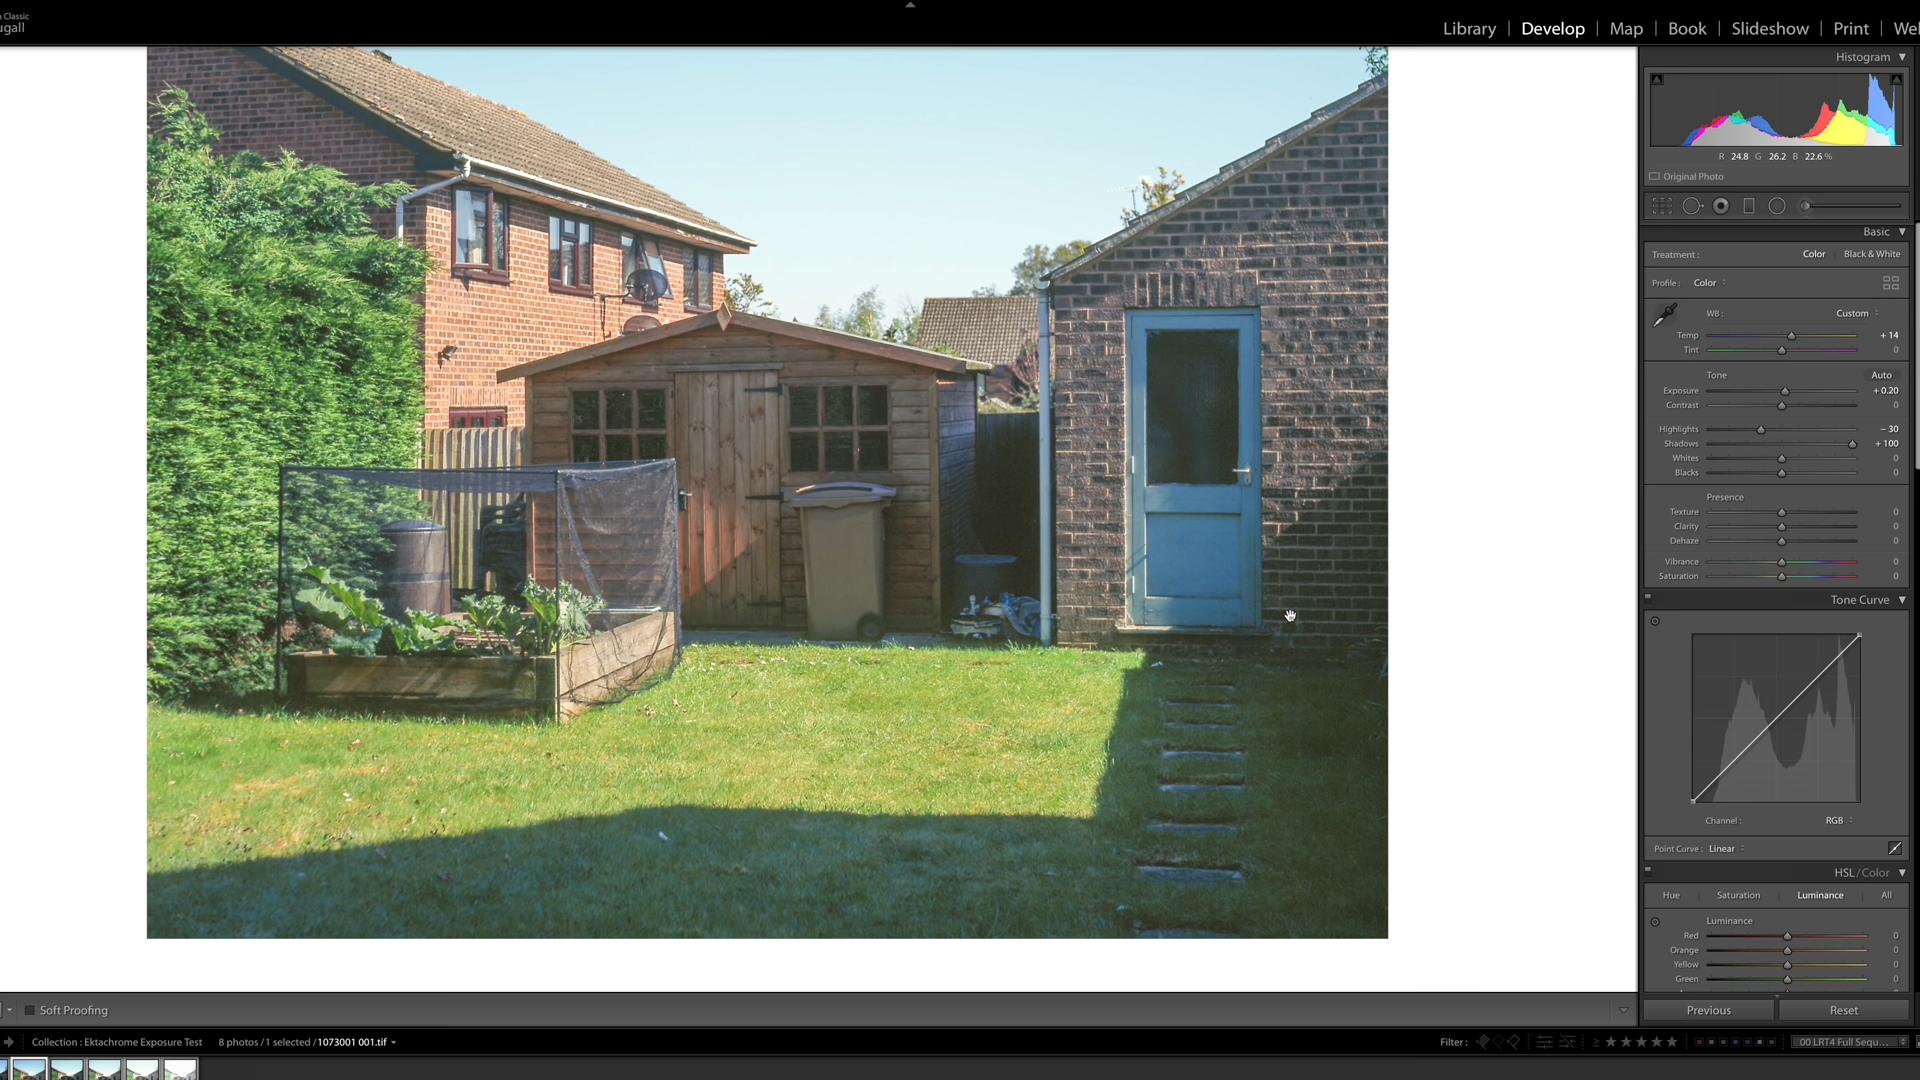 Classic
Library | Develop | Map | Book | Slideshow | Print |
Histogram
R 24.8 G 26.2 B 22.6 %
Original Photo
Basic
Treatment : Color Black & White
Profile : Color
WB : Custom
Temp + 14
Tint 0
Tone Auto
Exposure + 0.20
Contrast 0
Highlights – 30
Shadows + 100
Whites 0
Blacks 0
Presence
Texture 0
Clarity 0
Dehaze 0
Vibrance 0
Saturation 0
Tone Curve
Channel : RGB
Point Curve : Linear
HSL / Color
Hue Saturation Luminance All
Luminance
Red 0
Orange 0
Yellow 0
Green 0
Soft Proofing
Previous Reset
Collection : Ektachrome Exposure Test 8 photos / 1 selected / 1073001 001.tif
Filter : 00 LRT4 Full Sequ...